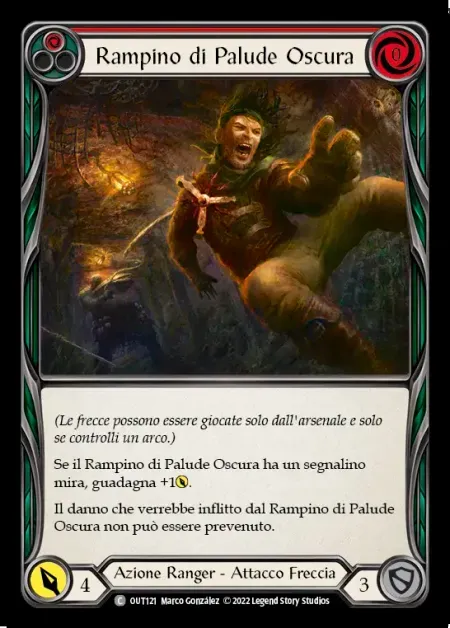 Rampino di Palude Oscura
0
(Le frecce possono essere giocate solo dall'arsenale e solo
se controlli un arco.)
Se il Rampino di Palude Oscura ha un segnalino
mira, guadagna +1.
Il danno che verrebbe inflitto dal Rampino di Palude
Oscura non può essere prevenuto.
4
Azione Ranger - Attacco Freccia
3
C OUT121 Marco González © 2022 Legend Story Studios